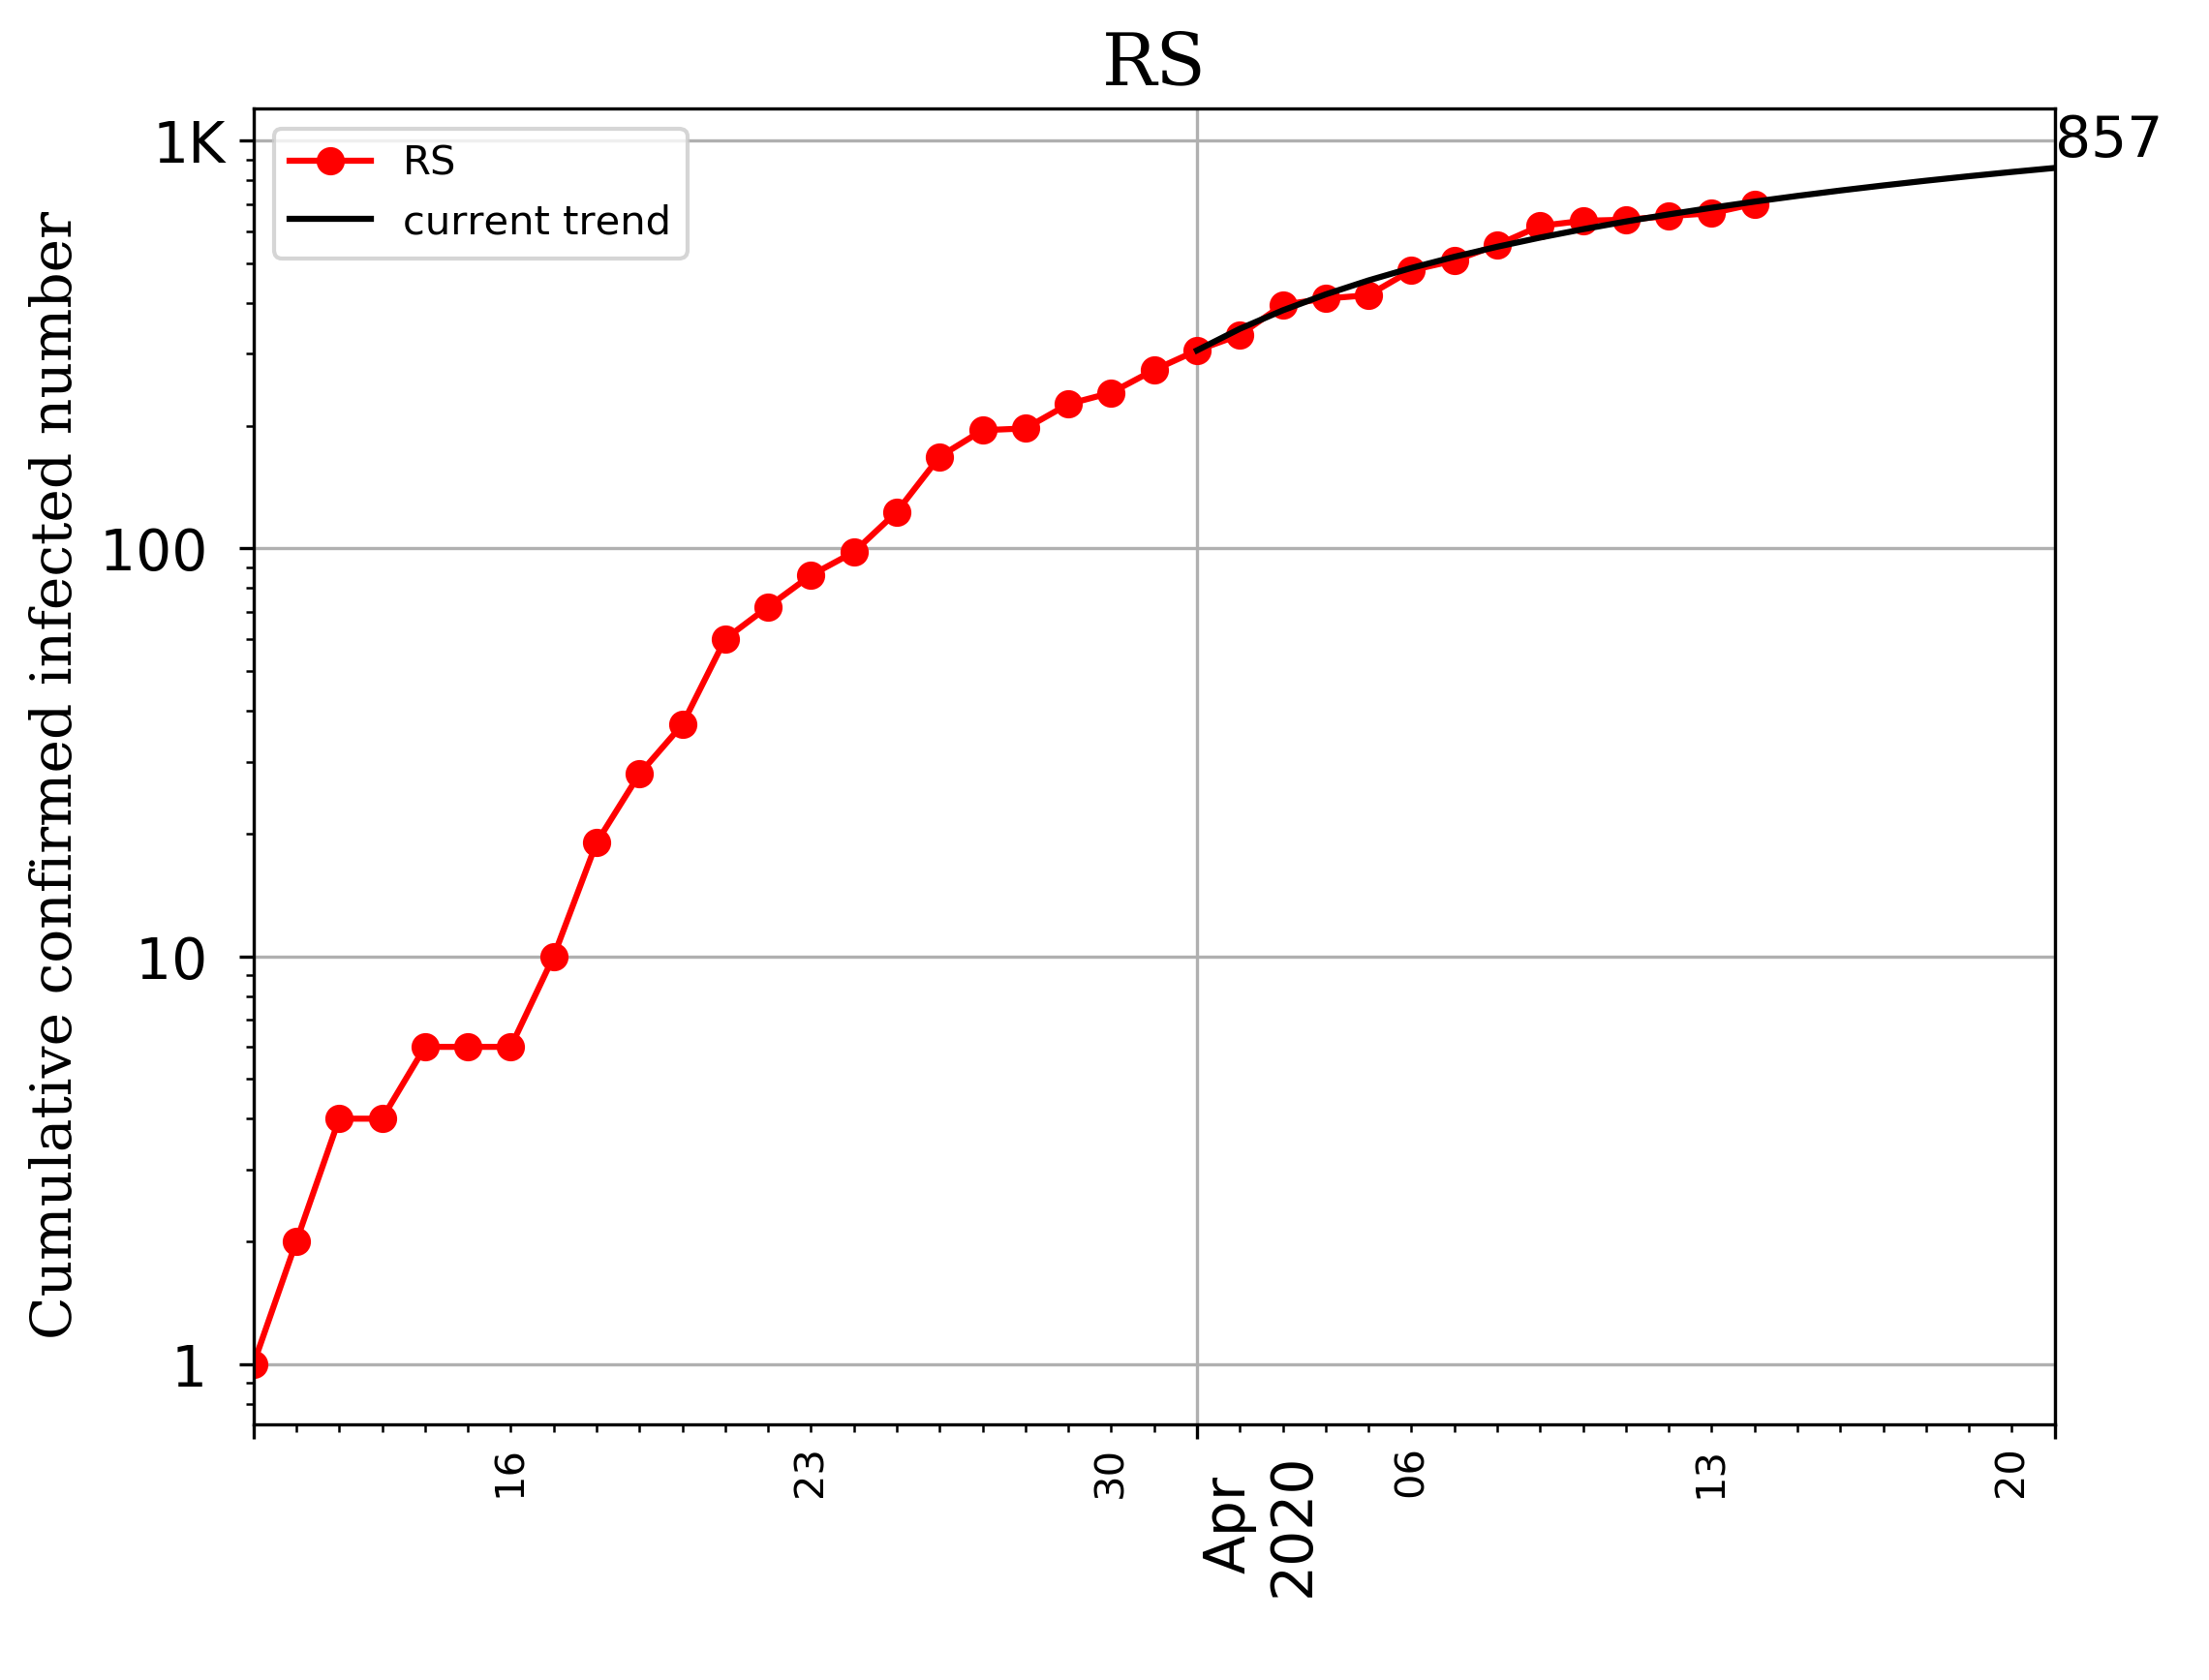 RS
857
1K
100
10
1
Cumulative confirmed infected number
RS
current trend
16
23
30
06
13
20
Apr
2020